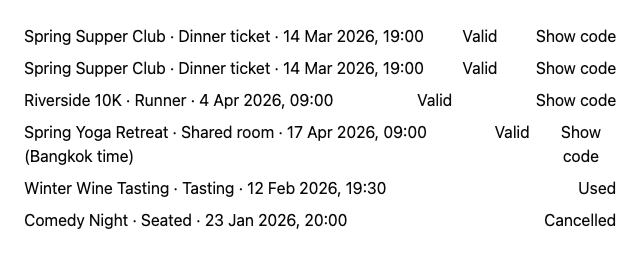 Spring Supper Club · Dinner ticket · 14 Mar 2026, 19:00 Valid Show code
Spring Supper Club · Dinner ticket · 14 Mar 2026, 19:00 Valid Show code
Riverside 10K · Runner · 4 Apr 2026, 09:00 Valid Show code
Spring Yoga Retreat · Shared room · 17 Apr 2026, 09:00 Valid Show
(Bangkok time) code
Winter Wine Tasting · Tasting · 12 Feb 2026, 19:30 Used
Comedy Night · Seated · 23 Jan 2026, 20:00 Cancelled